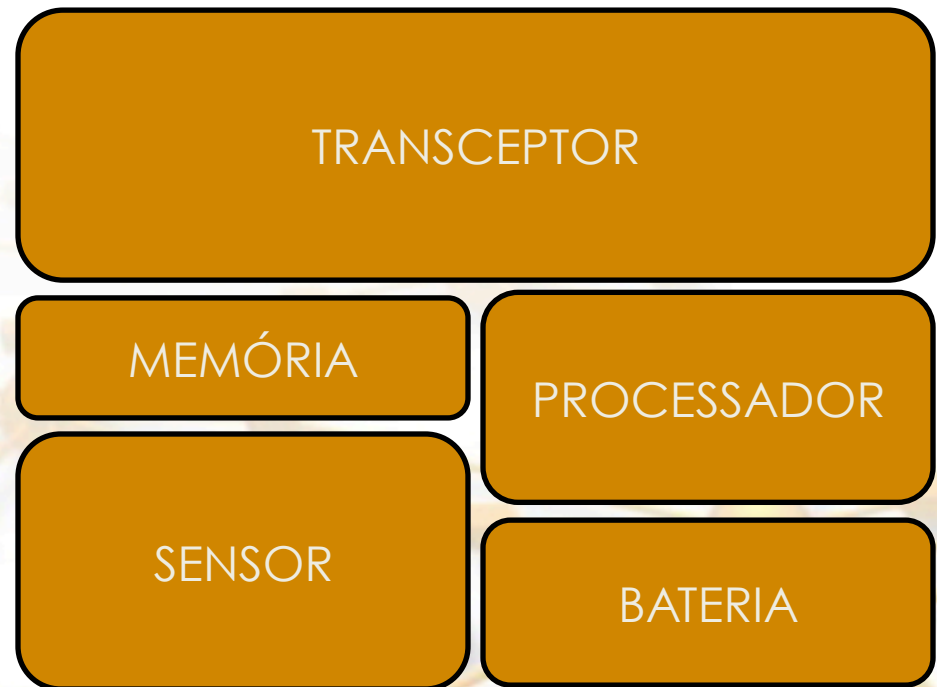 TRANSCEPTOR
MEMÓRIA
PROCESSADOR
SENSOR
BATERIA